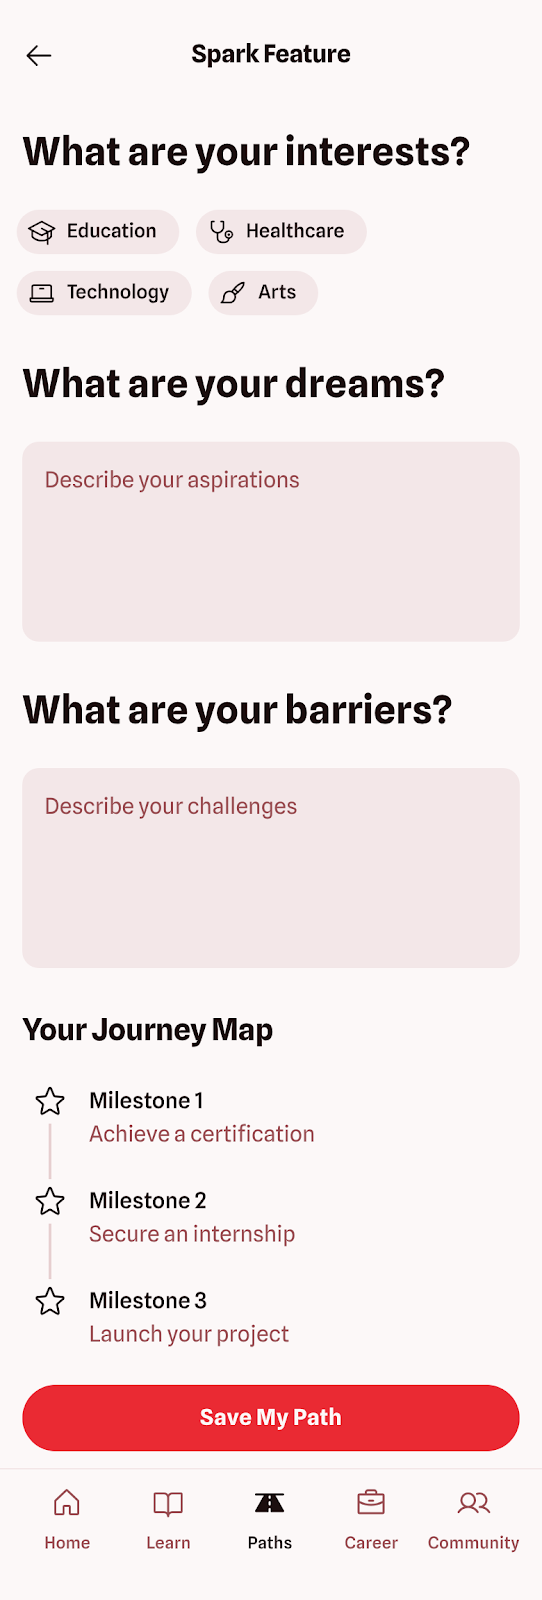 Spark Feature
What are your interests?
Education
Healthcare
Technology
Arts
What are your dreams?
Describe your aspirations
What are your barriers?
Describe your challenges
Your Journey Map
Milestone 1
Achieve a certification
Milestone 2
Secure an internship
Milestone 3
Launch your project
Save My Path
Home
Learn
Paths
Career
Community